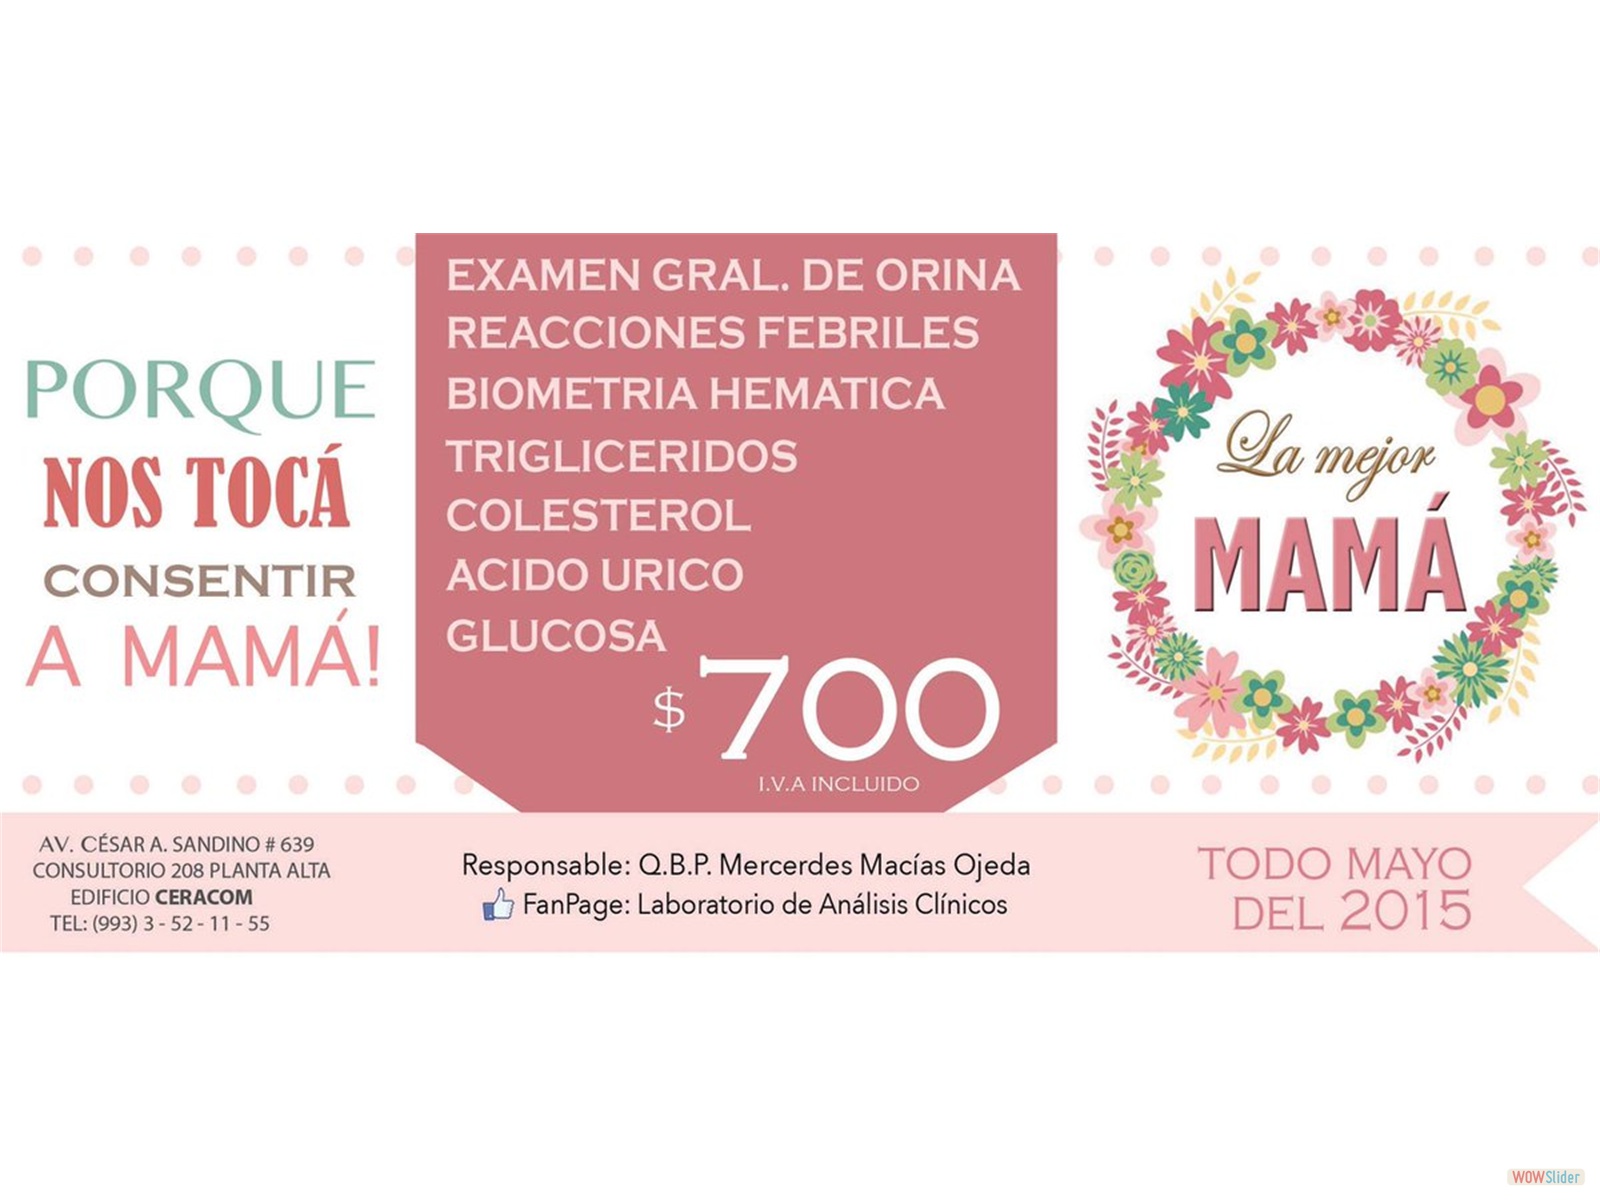 PORQUE
NOS TOCÁ
CONSENTIR
A MAMÁ!
EXAMEN GRAL. DE ORINA
REACCIONES FEBRILES
BIOMETRIA HEMATICA
TRIGLICERIDOS
COLESTEROL
ACIDO URICO
GLUCOSA
$700
I.V.A INCLUIDO
La mejor
MAMÁ
AV. CÉSAR A. SANDINO # 639
CONSULTORIO 208 PLANTA ALTA
EDIFICIO CERACOM
TEL: (993) 3 - 52 - 11 - 55
Responsable: Q.B.P. Mercerdes Macías Ojeda
FanPage: Laboratorio de Análisis Clínicos
TODO MAYO
DEL 2015
WOWSlider